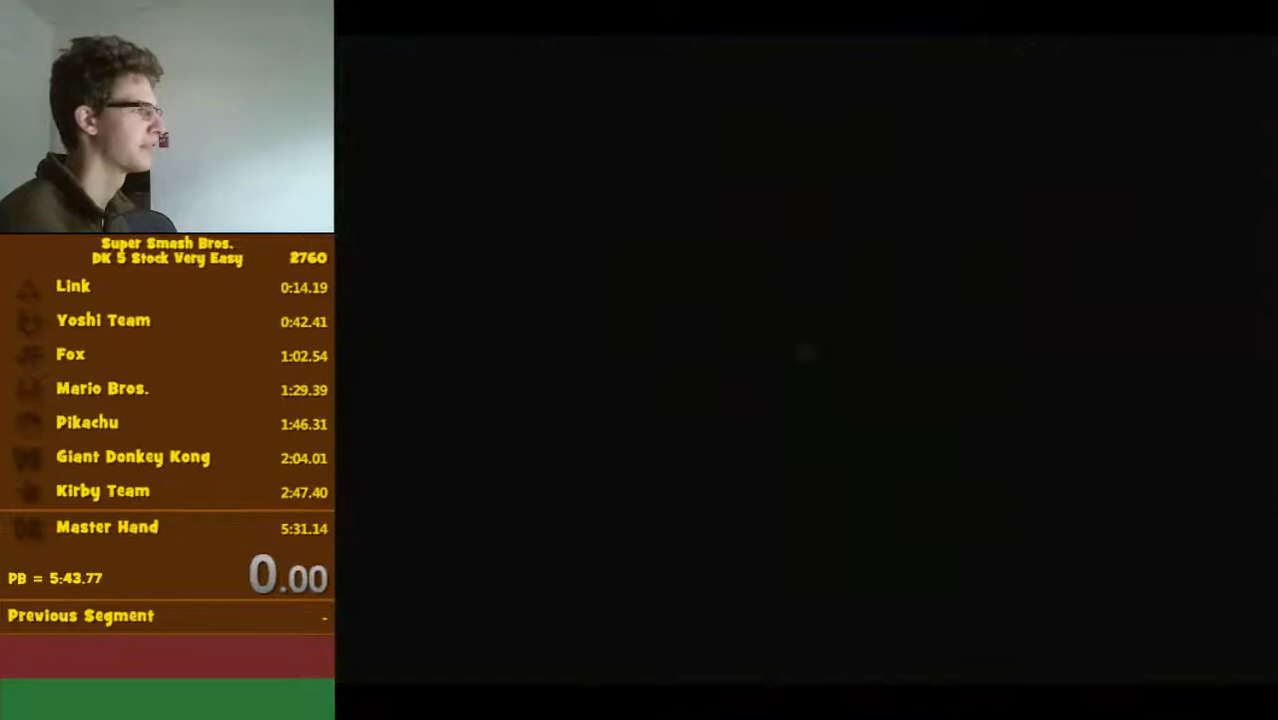 Super Smash Bros.
DK 5 Stock Very Easy 2760
Link 0:14.19
Yoshi Team 0:42.41
Fox 1:02.54
Mario Bros. 1:29.39
Pikachu 1:46.31
Giant Donkey Kong 2:04.01
Kirby Team 2:47.40
Master Hand 5:31.14
0.00
PB = 5:43.77
Previous Segment -